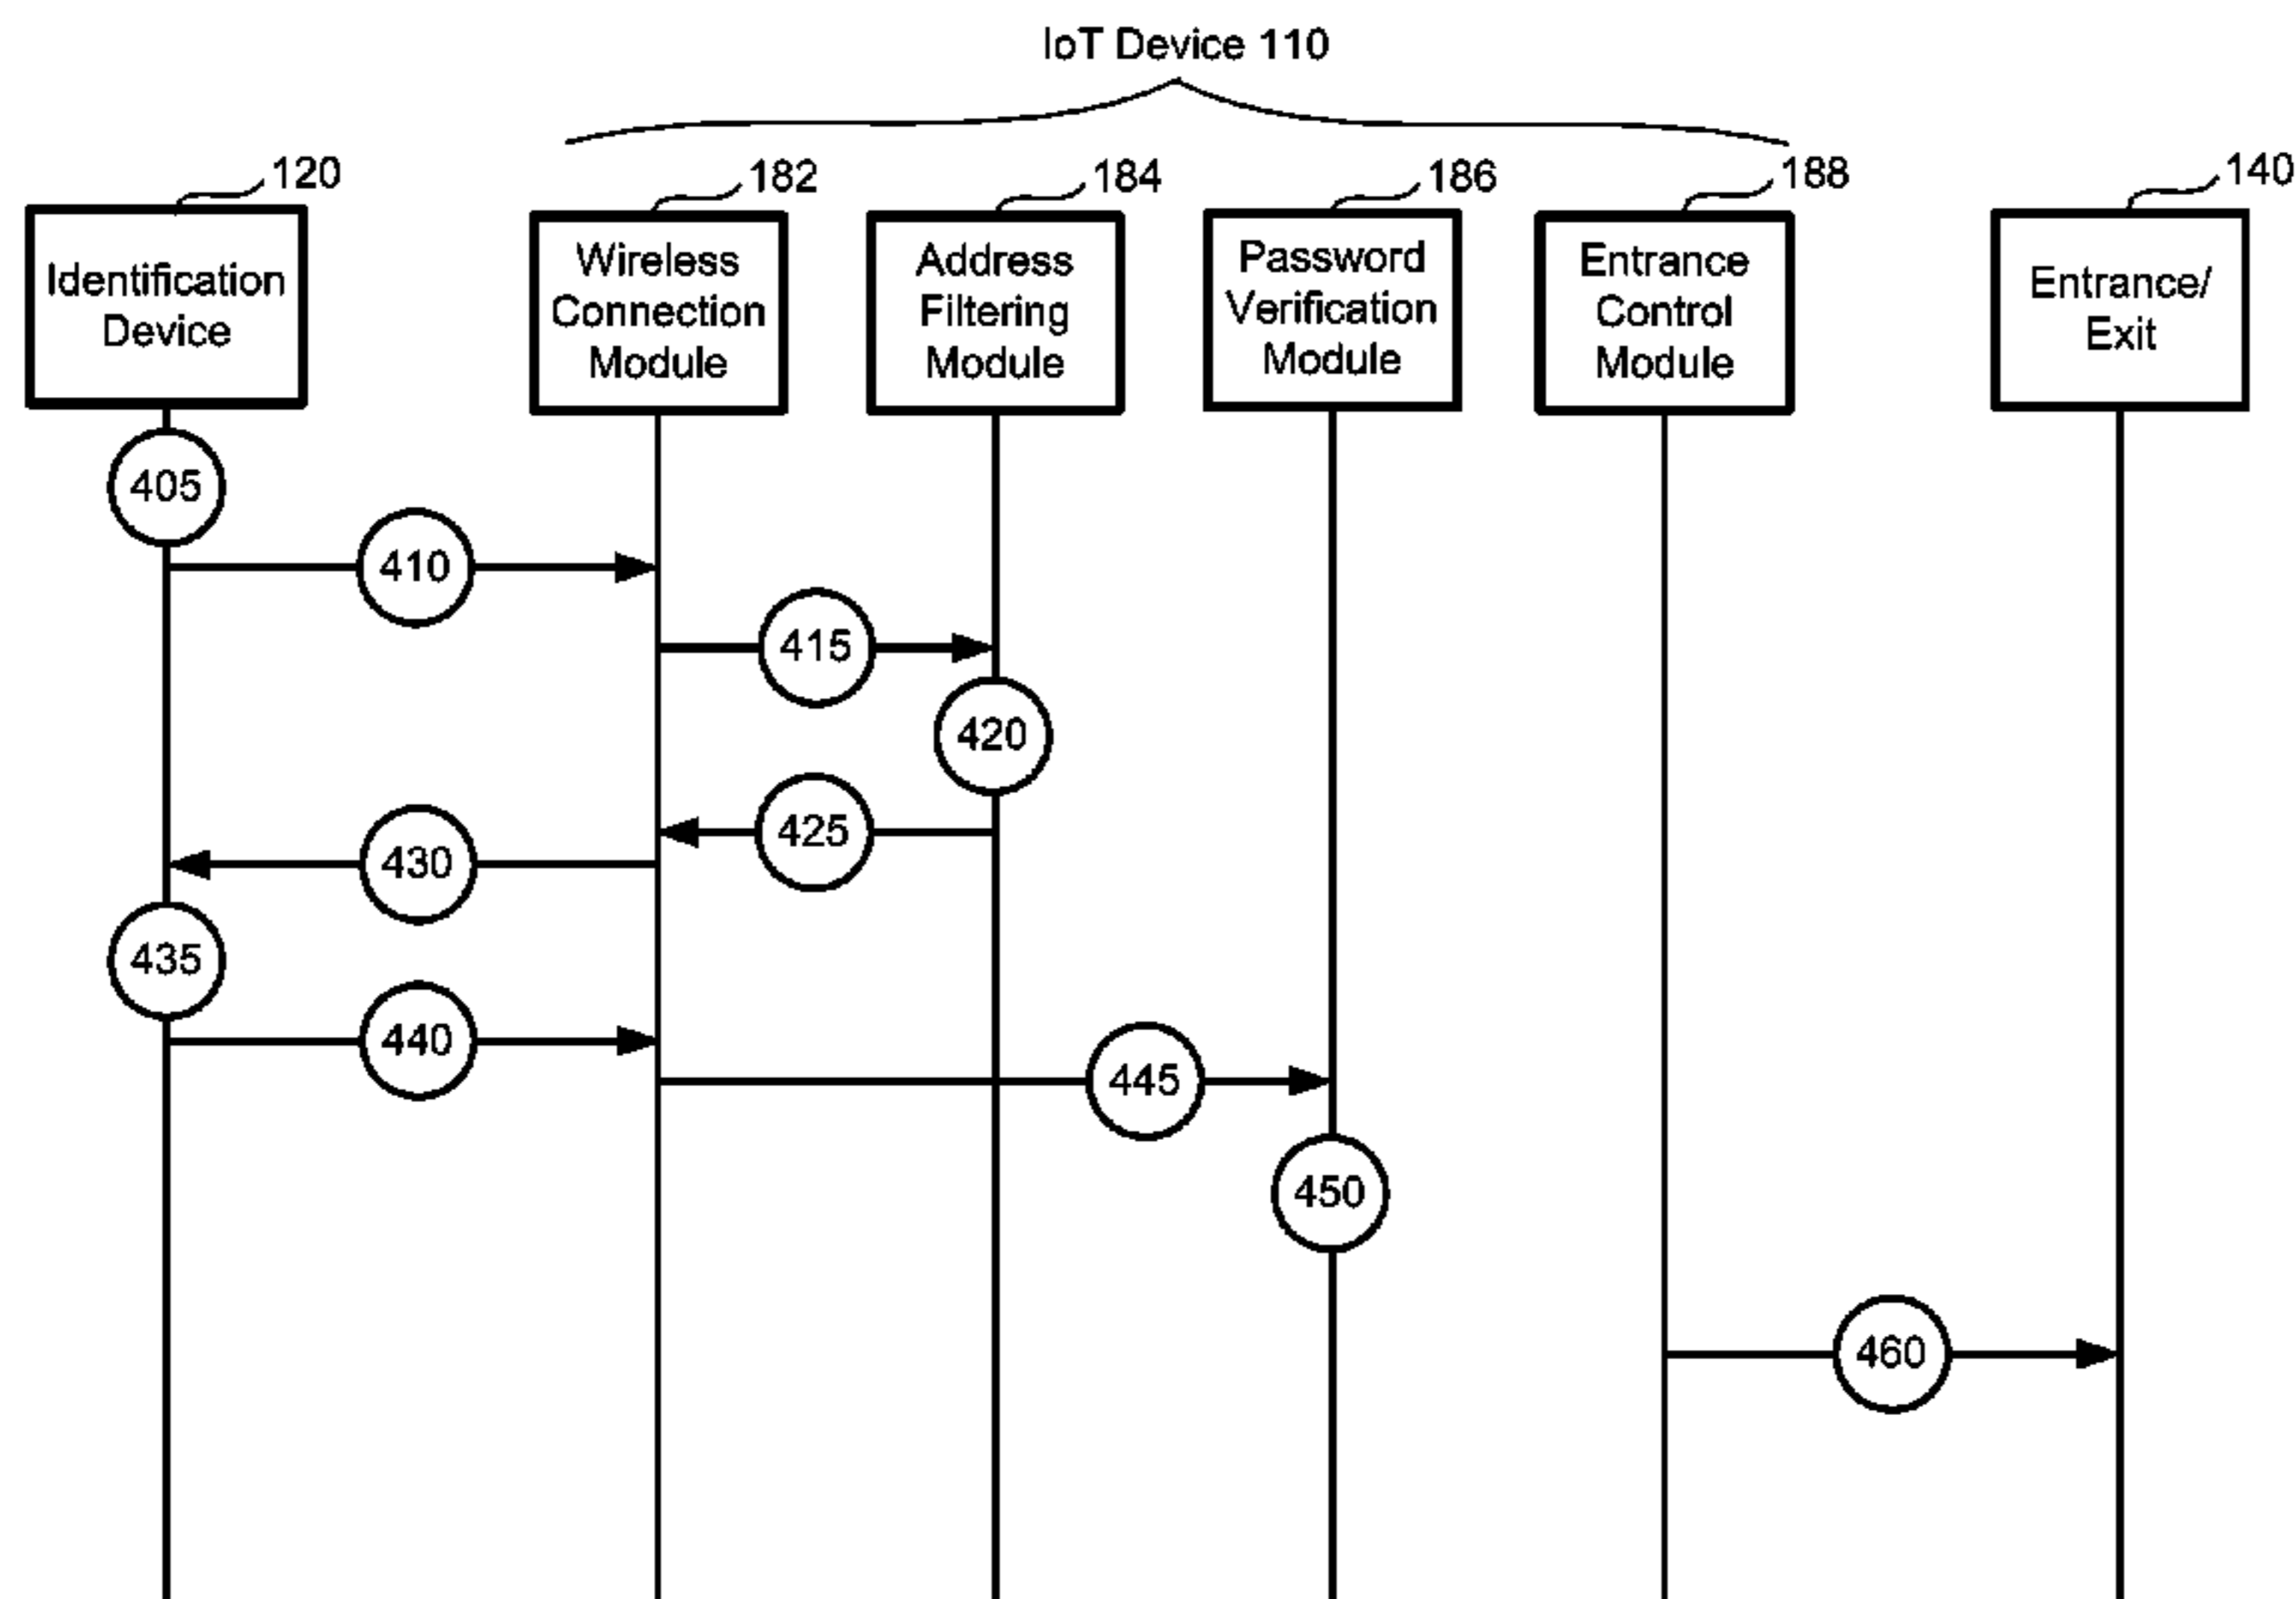 IoT Device 110
120
182
184
186
188
140
Identification
Device
Wireless
Connection
Module
Address
Filtering
Module
Password
Verification
Module
Entrance
Control
Module
Entrance/
Exit
405
410
415
420
425
430
435
440
445
450
460